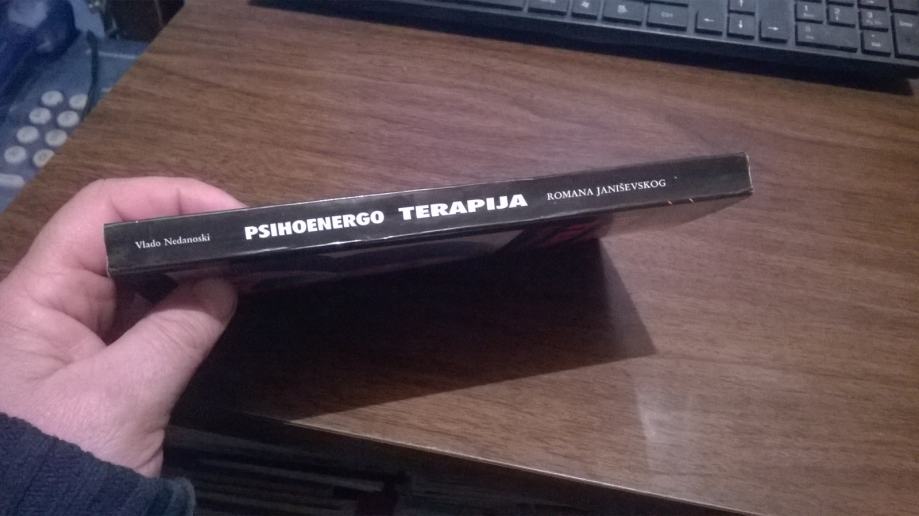 Vlado Nedanoski PSIHOENERGO TERAPIJA ROMANA JANIŠEVSKOG